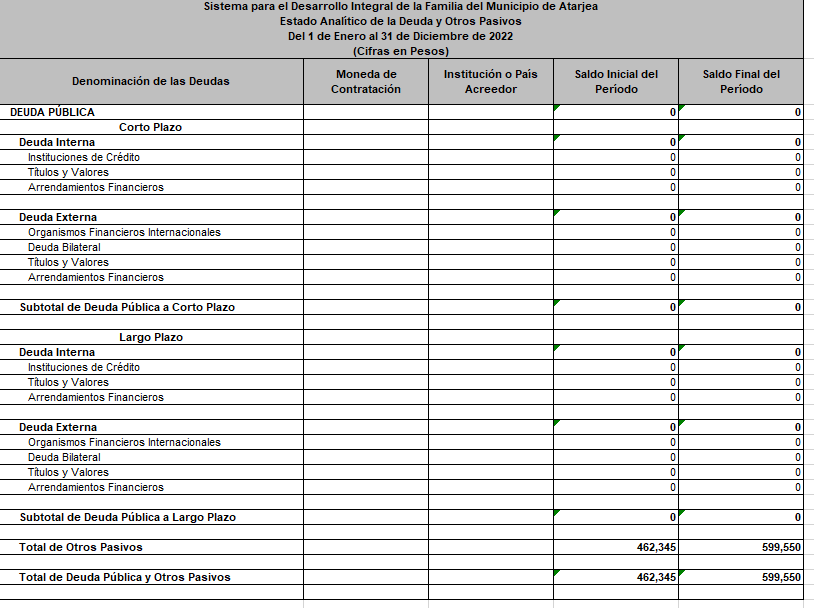 Sistema para el Desarrollo Integral de la Familia del Municipio de Atarjea
Estado Analítico de la Deuda y Otros Pasivos
Del 1 de Enero al 31 de Diciembre de 2022
(Cifras en Pesos)
Denominación de las Deudas Moneda de Contratación Institución o País Acreedor Saldo Inicial del Período Saldo Final del Período
DEUDA PÚBLICA 0 0
Corto Plazo
Deuda Interna 0 0
Instituciones de Crédito 0 0
Títulos y Valores 0 0
Arrendamientos Financieros 0 0
Deuda Externa 0 0
Organismos Financieros Internacionales 0 0
Deuda Bilateral 0 0
Títulos y Valores 0 0
Arrendamientos Financieros 0 0
Subtotal de Deuda Pública a Corto Plazo 0 0
Largo Plazo
Deuda Interna 0 0
Instituciones de Crédito 0 0
Títulos y Valores 0 0
Arrendamientos Financieros 0 0
Deuda Externa 0 0
Organismos Financieros Internacionales 0 0
Deuda Bilateral 0 0
Títulos y Valores 0 0
Arrendamientos Financieros 0 0
Subtotal de Deuda Pública a Largo Plazo 0 0
Total de Otros Pasivos 462,345 599,550
Total de Deuda Pública y Otros Pasivos 462,345 599,550